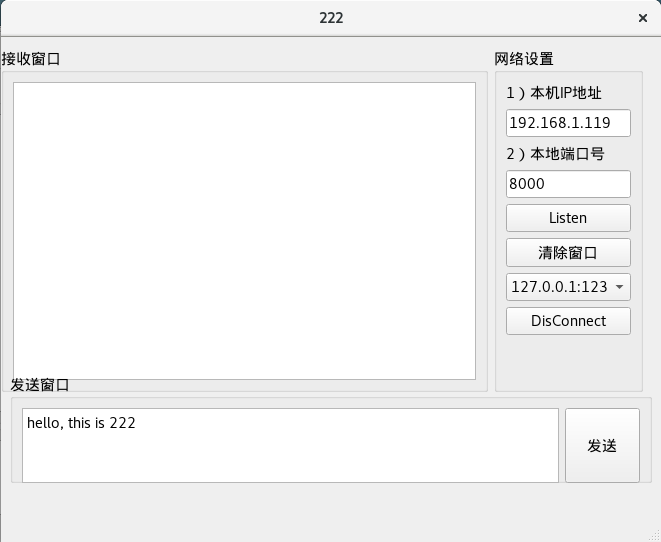 222
接收窗口
网络设置
1）本机IP地址
192.168.1.119
2）本地端口号
8000
Listen
清除窗口
127.0.0.1:123
DisConnect
发送窗口
hello, this is 222
发送